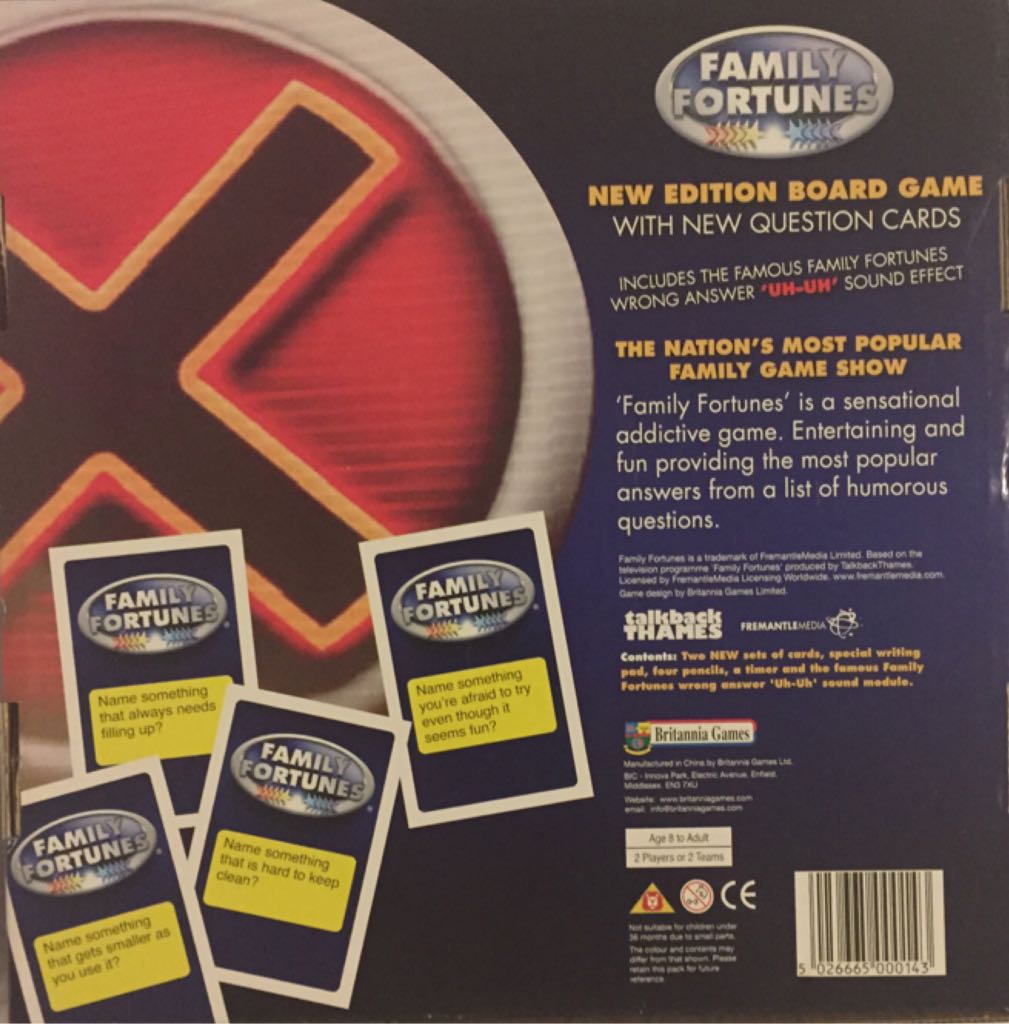 FAMILY
FORTUNES
NEW EDITION BOARD GAME
WITH NEW QUESTION CARDS
INCLUDES THE FAMOUS FAMILY FORTUNES
WRONG ANSWER 'UH-UH' SOUND EFFECT
THE NATION'S MOST POPULAR
FAMILY GAME SHOW
'Family Fortunes' is a sensational
addictive game. Entertaining and
fun providing the most popular
answers from a list of humorous
questions.
Family Fortunes is a trademark of FremantleMedia Limited. Based on the
television programme 'Family Fortunes' produced by TalkbackThames.
Licensed by FremantleMedia Licensing Worldwide. www.fremantlemedia.com
Game design by Britannia Games Limited.
talkback
THAMES
FREMANTLEMEDIA
Contents: Two NEW sets of cards, special writing
pad, four pencils, a timer and the famous Family
Fortunes wrong answer 'Uh-Uh' sound module.
Britannia Games
Manufactured in China by Britannia Games Ltd.
BIC - Innova Park, Electric Avenue, Enfield,
Middlesex. EN3 7XU
Website: www.britanniagames.com
email: info@britanniagames.com
Age 8 to Adult
2 Players or 2 Teams
0-3
CE
Not suitable for children under
36 months due to small parts.
The colour and contents may
differ from that shown. Please
retain this pack for future
reference.
5 026665 000143
FAMILY
FORTUNES
Name something
that always needs
filling up?
FAMILY
FORTUNES
Name something
you're afraid to try
even though it
seems fun?
FAMILY
FORTUNES
Name something
that is hard to keep
clean?
FAMILY
FORTUNES
Name something
that gets smaller as
you use it?